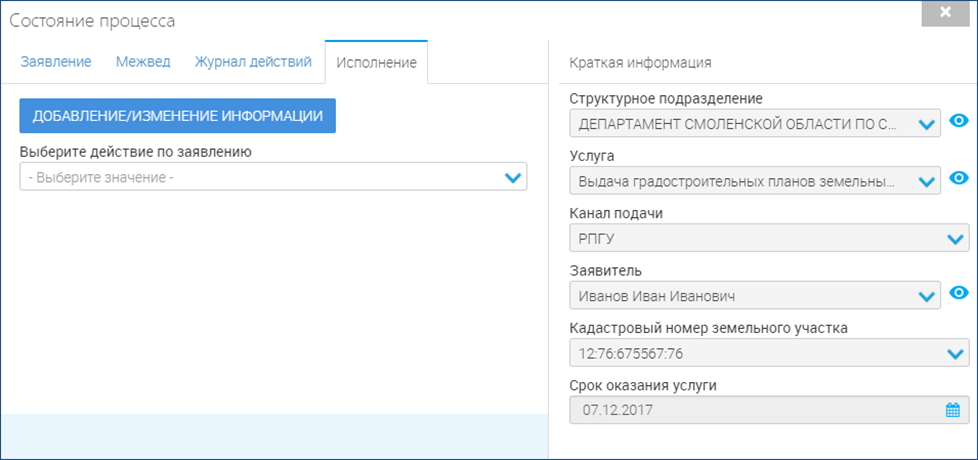 Состояние процесса
Заявление Межвед Журнал действий Исполнение
ДОБАВЛЕНИЕ/ИЗМЕНЕНИЕ ИНФОРМАЦИИ
Выберите действие по заявлению
- Выберите значение -
Краткая информация
Структурное подразделение
ДЕПАРТАМЕНТ СМОЛЕНСКОЙ ОБЛАСТИ ПО С...
Услуга
Выдача градостроительных планов земельны...
Канал подачи
РПГУ
Заявитель
Иванов Иван Иванович
Кадастровый номер земельного участка
12:76:675567:76
Срок оказания услуги
07.12.2017